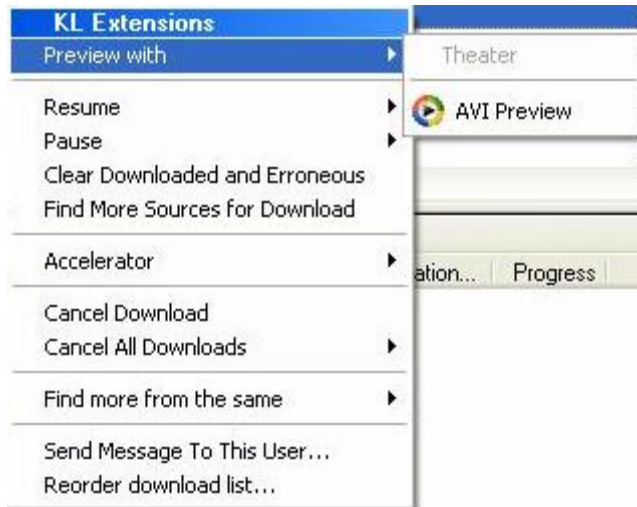 KL Extensions
Preview with
Theater
AVI Preview
Resume
Pause
Clear Downloaded and Erroneous
Find More Sources for Download
Accelerator
ation... Progress
Cancel Download
Cancel All Downloads
Find more from the same
Send Message To This User...
Reorder download list...